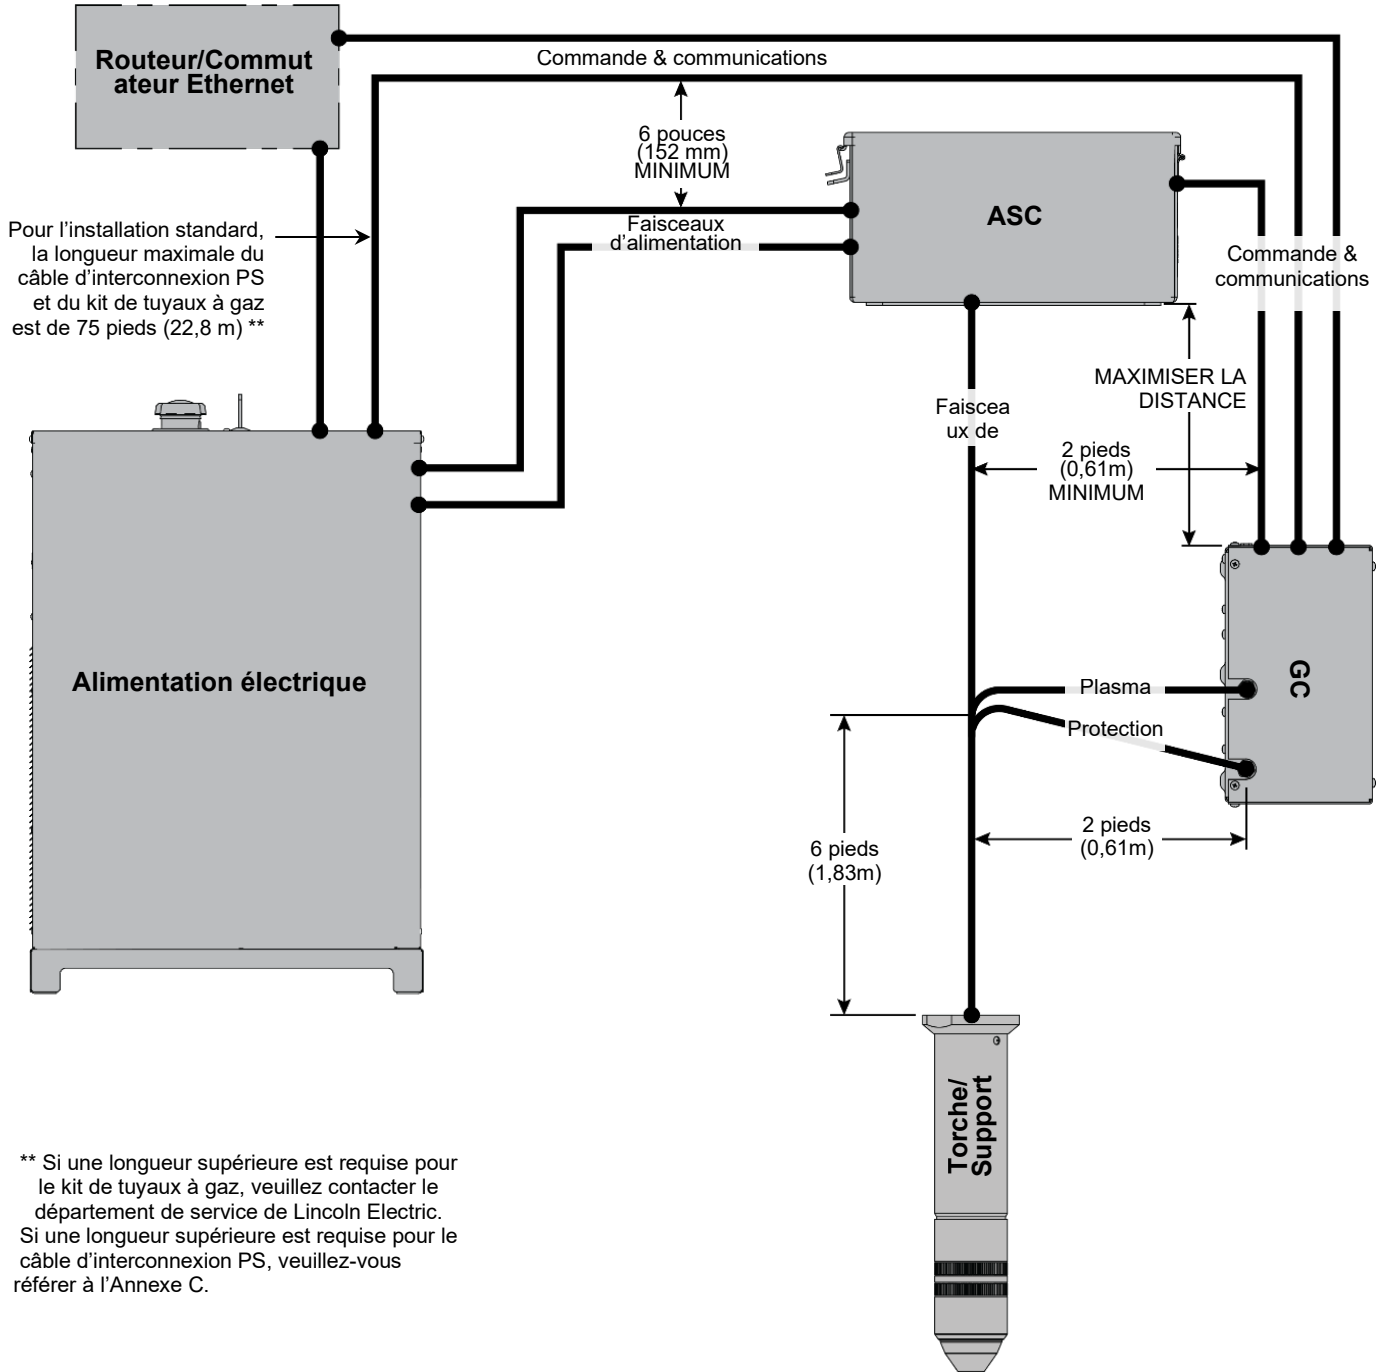 Routeur/Commut
ateur Ethernet
Commande & communications
6 pouces
(152 mm)
MINIMUM
ASC
Pour l’installation standard,
la longueur maximale du
câble d’interconnexion PS
et du kit de tuyaux à gaz
est de 75 pieds (22,8 m) **
Faisceaux
d’alimentation
Commande &
communications
MAXIMISER LA
DISTANCE
Faiscea
ux de
2 pieds
(0,61m)
MINIMUM
Alimentation électrique
GC
Plasma
Protection
2 pieds
(0,61m)
6 pieds
(1,83m)
Torche/
Support
** Si une longueur supérieure est requise pour
le kit de tuyaux à gaz, veuillez contacter le
département de service de Lincoln Electric.
Si une longueur supérieure est requise pour le
câble d’interconnexion PS, veuillez-vous
référer à l’Annexe C.